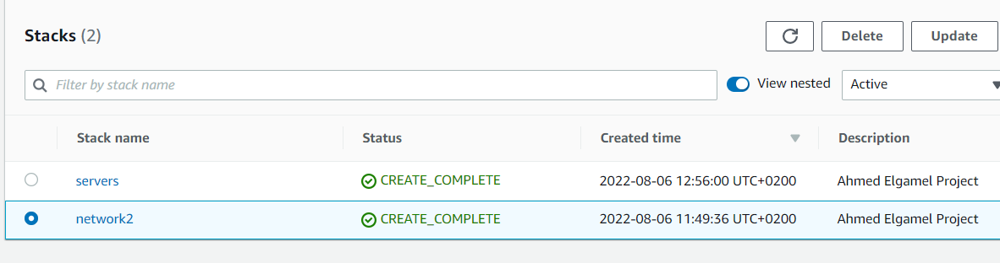 Stacks (2)
Delete
Update
Filter by stack name
View nested
Active
Stack name Status Created time Description
servers CREATE_COMPLETE 2022-08-06 12:56:00 UTC+0200 Ahmed Elgamel Project
network2 CREATE_COMPLETE 2022-08-06 11:49:36 UTC+0200 Ahmed Elgamel Project